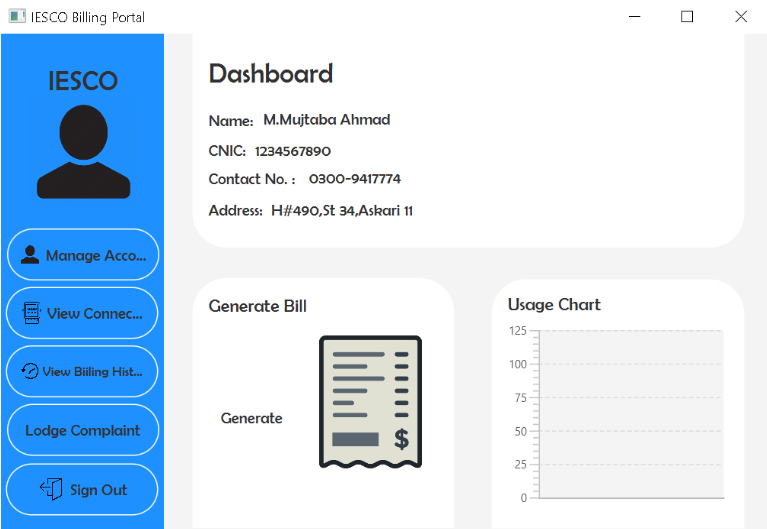 IESCO Billing Portal
IESCO
Manage Acco...
View Connec...
View Biiling Hist...
Lodge Complaint
Sign Out
Dashboard
Name: M.Mujtaba Ahmad
CNIC: 1234567890
Contact No. : 0300-9417774
Address: H#490,St 34,Askari 11
Generate Bill
Generate
$
Usage Chart
125
100
75
50
25
0